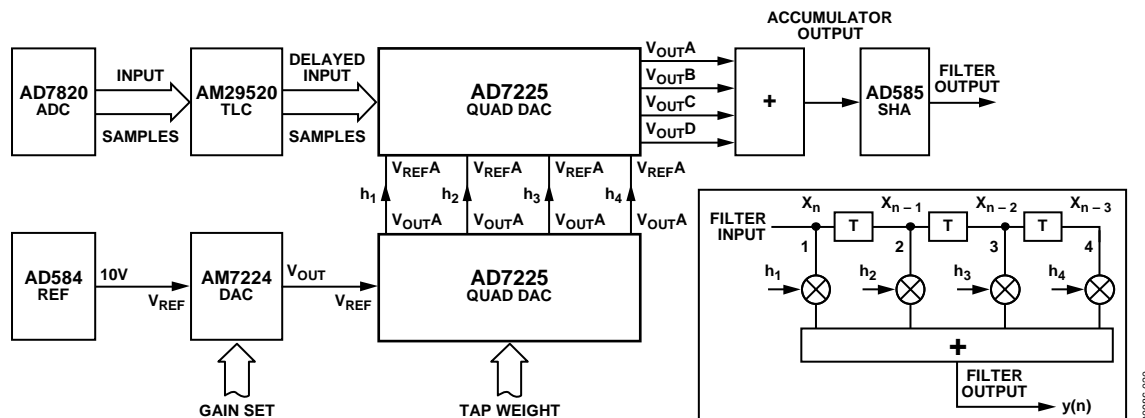 AD7820
ADC
INPUT
SAMPLES
AM29520
TLC
DELAYED
INPUT
SAMPLES
AD7225
QUAD DAC
VOUTA
VOUTB
VOUTC
VOUTD
ACCUMULATOR
OUTPUT
+
AD585
SHA
FILTER
OUTPUT
VREFA VREFA VREFA VREFA
h1 h2 h3 h4
VOUTA VOUTA VOUTA VOUTA
AD584
REF
10V
VREF
AM7224
DAC
VOUT
VREF
AD7225
QUAD DAC
GAIN SET
TAP WEIGHT
Xn Xn – 1 Xn – 2 Xn – 3
FILTER
INPUT
T T T
1 2 3 4
h1 h2 h3 h4
+
FILTER
OUTPUT
y(n)